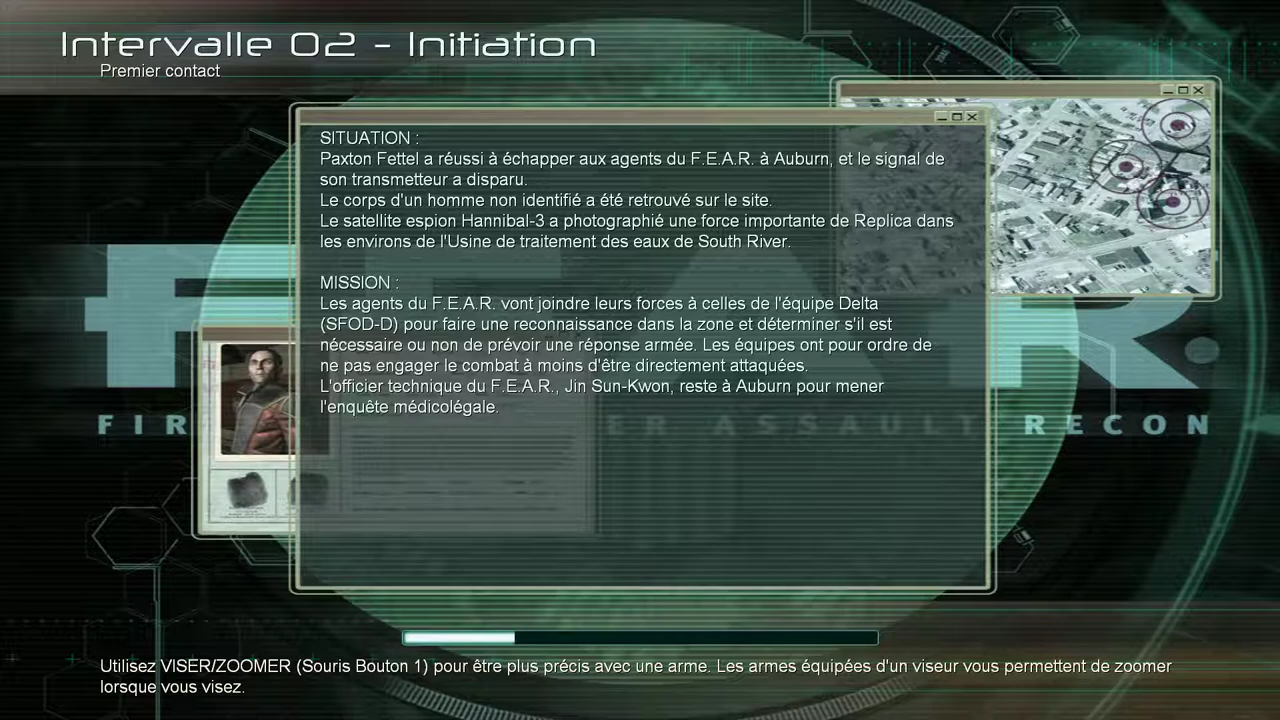 Intervalle 02 - Initiation
Premier contact
SITUATION :
Paxton Fettel a réussi à échapper aux agents du F.E.A.R. à Auburn, et le signal de
son transmetteur a disparu.
Le corps d'un homme non identifié a été retrouvé sur le site.
Le satellite espion Hannibal-3 a photographié une force importante de Replica dans
les environs de l'Usine de traitement des eaux de South River.
MISSION :
Les agents du F.E.A.R. vont joindre leurs forces à celles de l'équipe Delta
(SFOD-D) pour faire une reconnaissance dans la zone et déterminer s'il est
nécessaire ou non de prévoir une réponse armée. Les équipes ont pour ordre de
ne pas engager le combat à moins d'être directement attaquées.
L'officier technique du F.E.A.R., Jin Sun-Kwon, reste à Auburn pour mener
l'enquête médicolégale.
F.E.A.R.
FIR ER ASSAULT RECON
Utilisez VISER/ZOOMER (Souris Bouton 1) pour être plus précis avec une arme. Les armes équipées d'un viseur vous permettent de zoomer
lorsque vous visez.